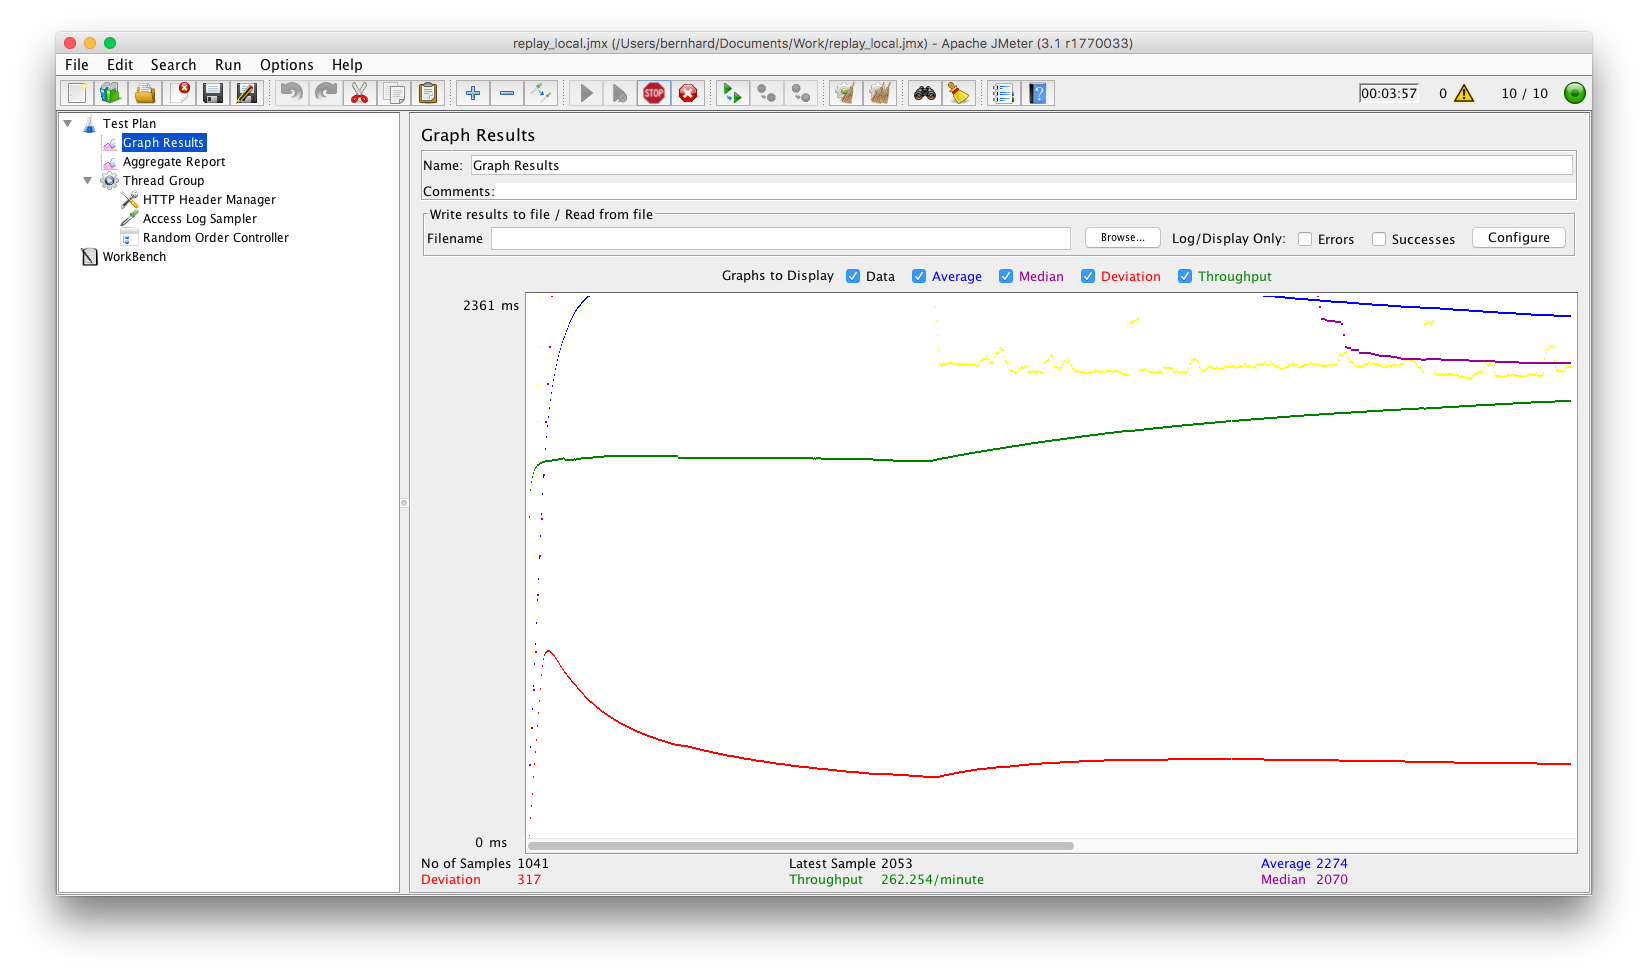 replay_local.jmx (/Users/bernhard/Documents/Work/replay_local.jmx) - Apache JMeter (3.1 r1770033)
File Edit Search Run Options Help
STOP
00:03:57 0 10 / 10
Test Plan
Graph Results
Aggregate Report
Thread Group
HTTP Header Manager
Access Log Sampler
Random Order Controller
WorkBench
Graph Results
Name: Graph Results
Comments:
Write results to file / Read from file
Filename Browse... Log/Display Only: Errors Successes Configure
Graphs to Display Data Average Median Deviation Throughput
2361 ms
0 ms
No of Samples 1041 Latest Sample 2053 Average 2274
Deviation 317 Throughput 262.254/minute Median 2070